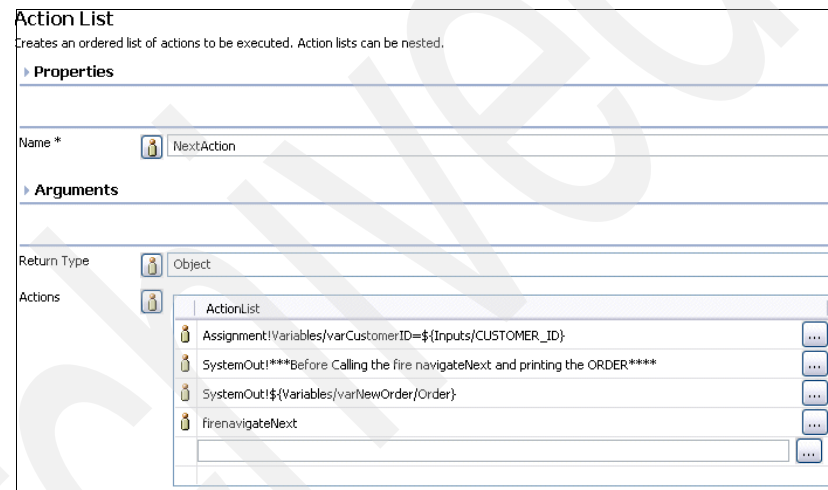 Action List
Creates an ordered list of actions to be executed. Action lists can be nested.
Properties
Name *
NextAction
Arguments
Return Type
Object
Actions
ActionList
Assignment!Variables/varCustomerID=${Inputs/CUSTOMER_ID}
...
SystemOut!***Before Calling the fire navigateNext and printing the ORDER****
...
SystemOut!${Variables/varNewOrder/Order}
...
firenavigateNext
...
...